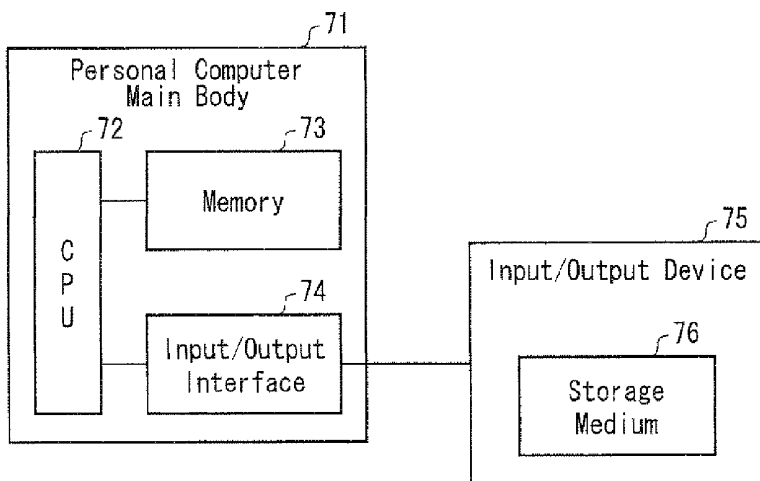 71
Personal Computer
Main Body
72
73
C
P
U
Memory
74
Input/Output
Interface
75
Input/Output Device
76
Storage
Medium